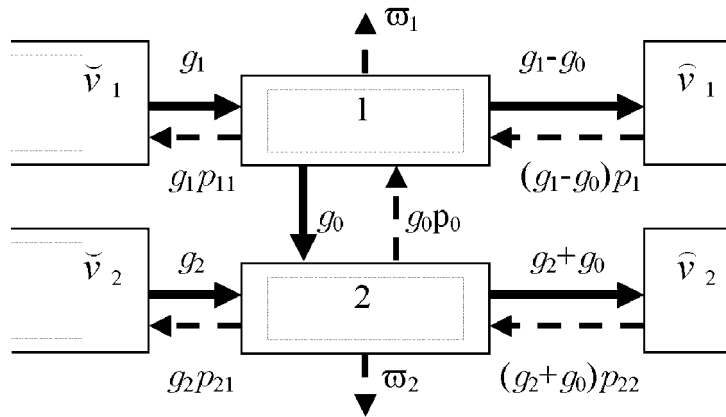 ϖ₁
v̆ ₁ g₁ 1 g₁-g₀ v̑ ₁
g₁p₁₁ (g₁-g₀)p₁
g₀ g₀p₀
v̆ ₂ g₂ 2 g₂+g₀ v̑ ₂
g₂p₂₁ ϖ₂ (g₂+g₀)p₂₂